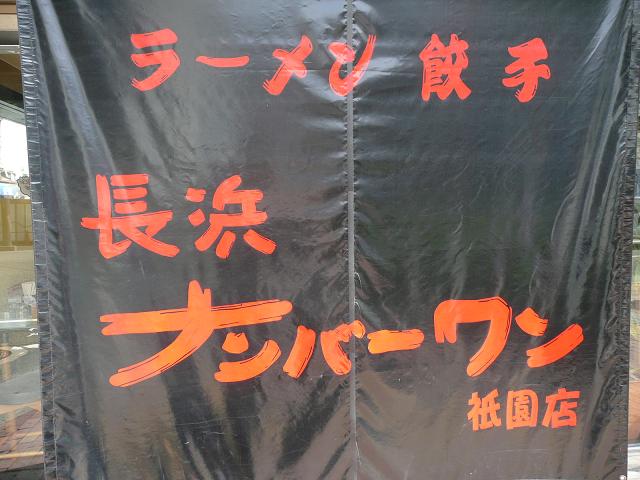 ラーメン 餃子
長浜
ナンバーワン
祇園店